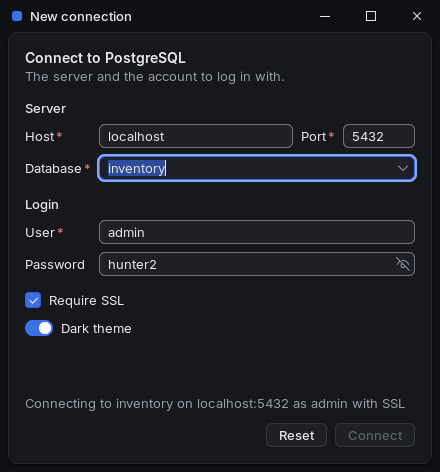 New connection
Connect to PostgreSQL
The server and the account to log in with.
Server
Host* localhost Port* 5432
Database* inventory
Login
User* admin
Password hunter2
Require SSL
Dark theme
Connecting to inventory on localhost:5432 as admin with SSL
Reset Connect